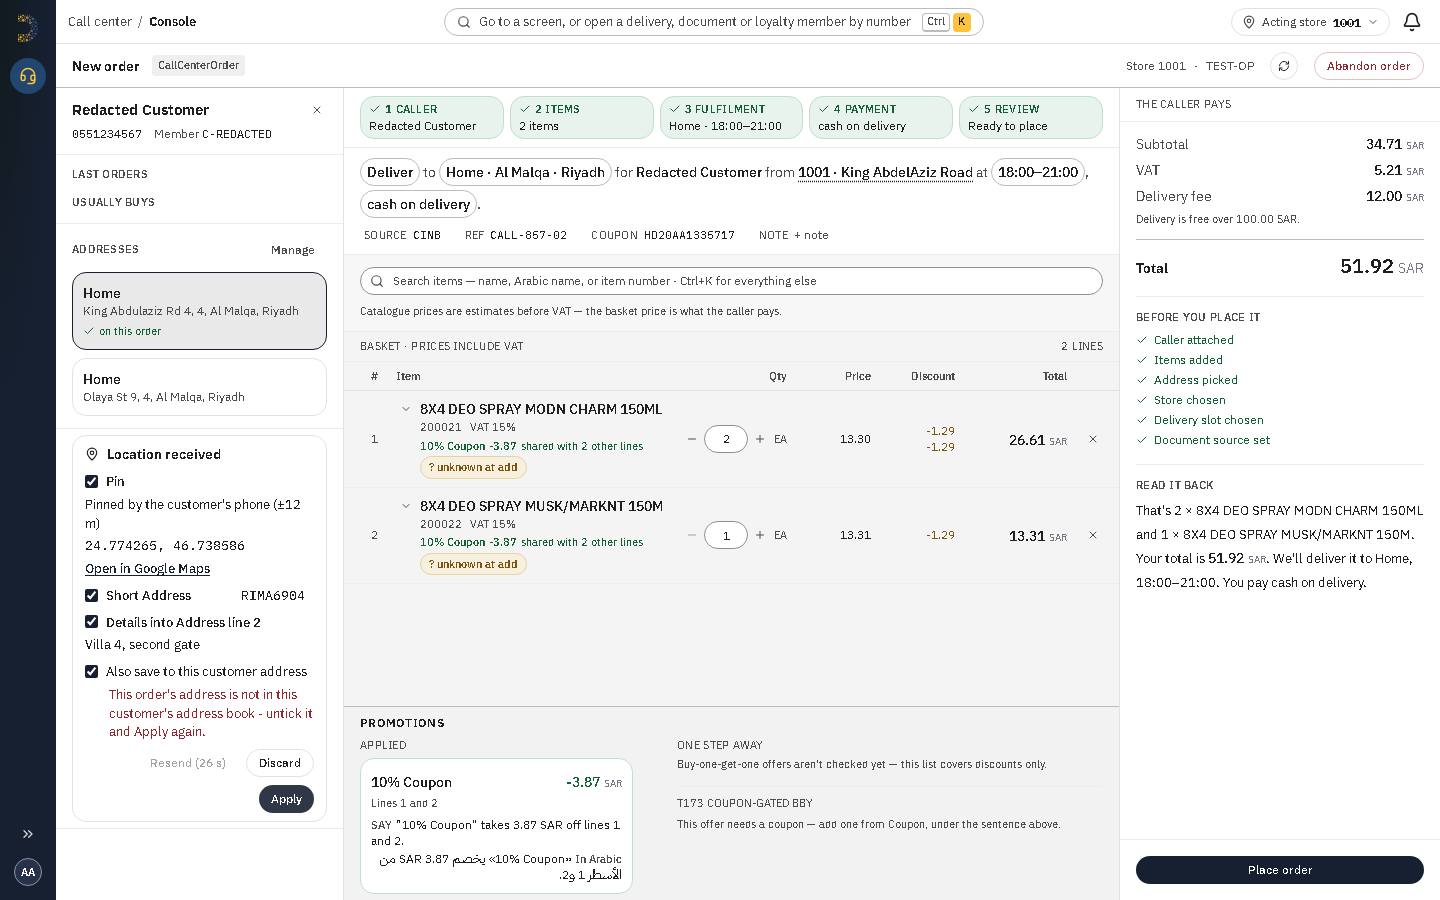 Call center / Console
Go to a screen, or open a delivery, document or loyalty member by number Ctrl K
Acting store 1001
New order CallCenterOrder
Store 1001 · TEST-OP
Abandon order
Redacted Customer
0551234567 Member C-REDACTED
LAST ORDERS
USUALLY BUYS
ADDRESSES Manage
Home
King Abdulaziz Rd 4, 4, Al Malqa, Riyadh
on this order
Home
Olaya St 9, 4, Al Malqa, Riyadh
Location received
Pin
Pinned by the customer's phone (±12
m)
24.774265, 46.738586
Open in Google Maps
Short Address RIMA6904
Details into Address line 2
Villa 4, second gate
Also save to this customer address
This order's address is not in this
customer's address book - untick it
and Apply again.
Resend (26 s) Discard
Apply
AA
1 CALLER
Redacted Customer
2 ITEMS
2 items
3 FULFILMENT
Home · 18:00–21:00
4 PAYMENT
cash on delivery
5 REVIEW
Ready to place
Deliver to Home · Al Malqa · Riyadh for Redacted Customer from 1001 · King AbdelAziz Road at 18:00–21:00 ,
cash on delivery .
SOURCE CINB REF CALL-867-02 COUPON HD20AA1335717 NOTE + note
Search items — name, Arabic name, or item number · Ctrl+K for everything else
Catalogue prices are estimates before VAT — the basket price is what the caller pays.
BASKET · PRICES INCLUDE VAT 2 LINES
# Item Qty Price Discount Total
8X4 DEO SPRAY MODN CHARM 150ML
200021 VAT 15%
1 2 EA 13.30 -1.29 26.61 SAR
-1.29
10% Coupon -3.87 shared with 2 other lines
? unknown at add
8X4 DEO SPRAY MUSK/MARKNT 150M
200022 VAT 15%
2 1 EA 13.31 -1.29 13.31 SAR
10% Coupon -3.87 shared with 2 other lines
? unknown at add
PROMOTIONS
APPLIED
10% Coupon -3.87 SAR
Lines 1 and 2
SAY "10% Coupon" takes 3.87 SAR off lines 1
and 2.
In Arabic «10% Coupon» يخصم 3.87 SAR من
الأسطر 1 و2.
ONE STEP AWAY
Buy-one-get-one offers aren't checked yet — this list covers discounts only.
T173 COUPON-GATED BBY
This offer needs a coupon — add one from Coupon, under the sentence above.
THE CALLER PAYS
Subtotal 34.71 SAR
VAT 5.21 SAR
Delivery fee 12.00 SAR
Delivery is free over 100.00 SAR.
Total 51.92 SAR
BEFORE YOU PLACE IT
Caller attached
Items added
Address picked
Store chosen
Delivery slot chosen
Document source set
READ IT BACK
That's 2 × 8X4 DEO SPRAY MODN CHARM 150ML
and 1 × 8X4 DEO SPRAY MUSK/MARKNT 150M.
Your total is 51.92 SAR. We'll deliver it to Home,
18:00–21:00. You pay cash on delivery.
Place order